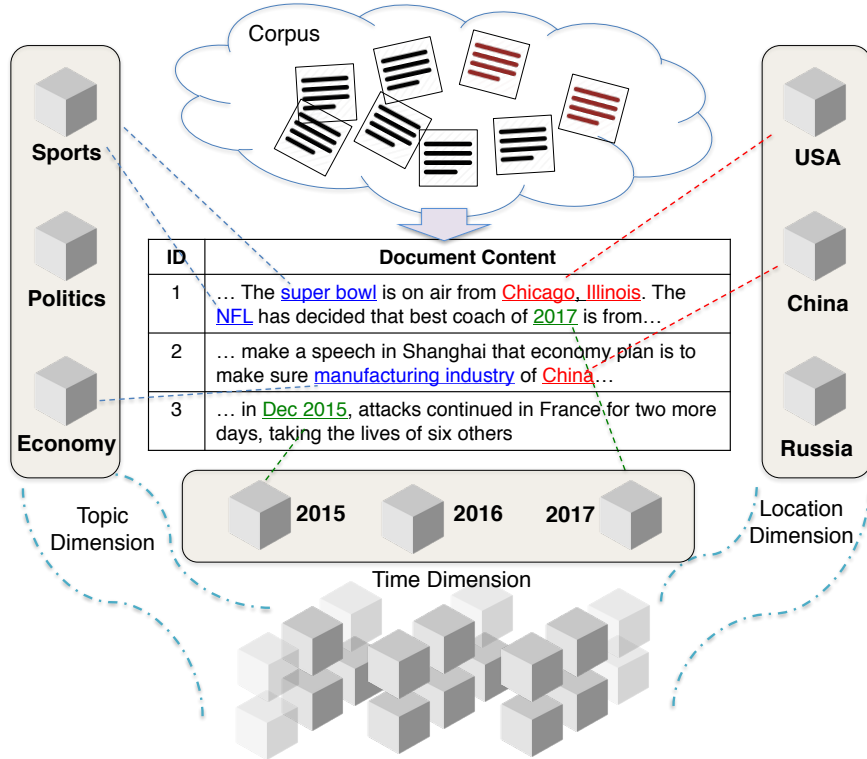 Corpus
Sports
Politics
Economy
USA
China
Russia
ID Document Content
1 … The super bowl is on air from Chicago, Illinois. The
NFL has decided that best coach of 2017 is from…
2 … make a speech in Shanghai that economy plan is to
make sure manufacturing industry of China…
3 … in Dec 2015, attacks continued in France for two more
days, taking the lives of six others
2015 2016 2017
Topic
Dimension
Location
Dimension
Time Dimension